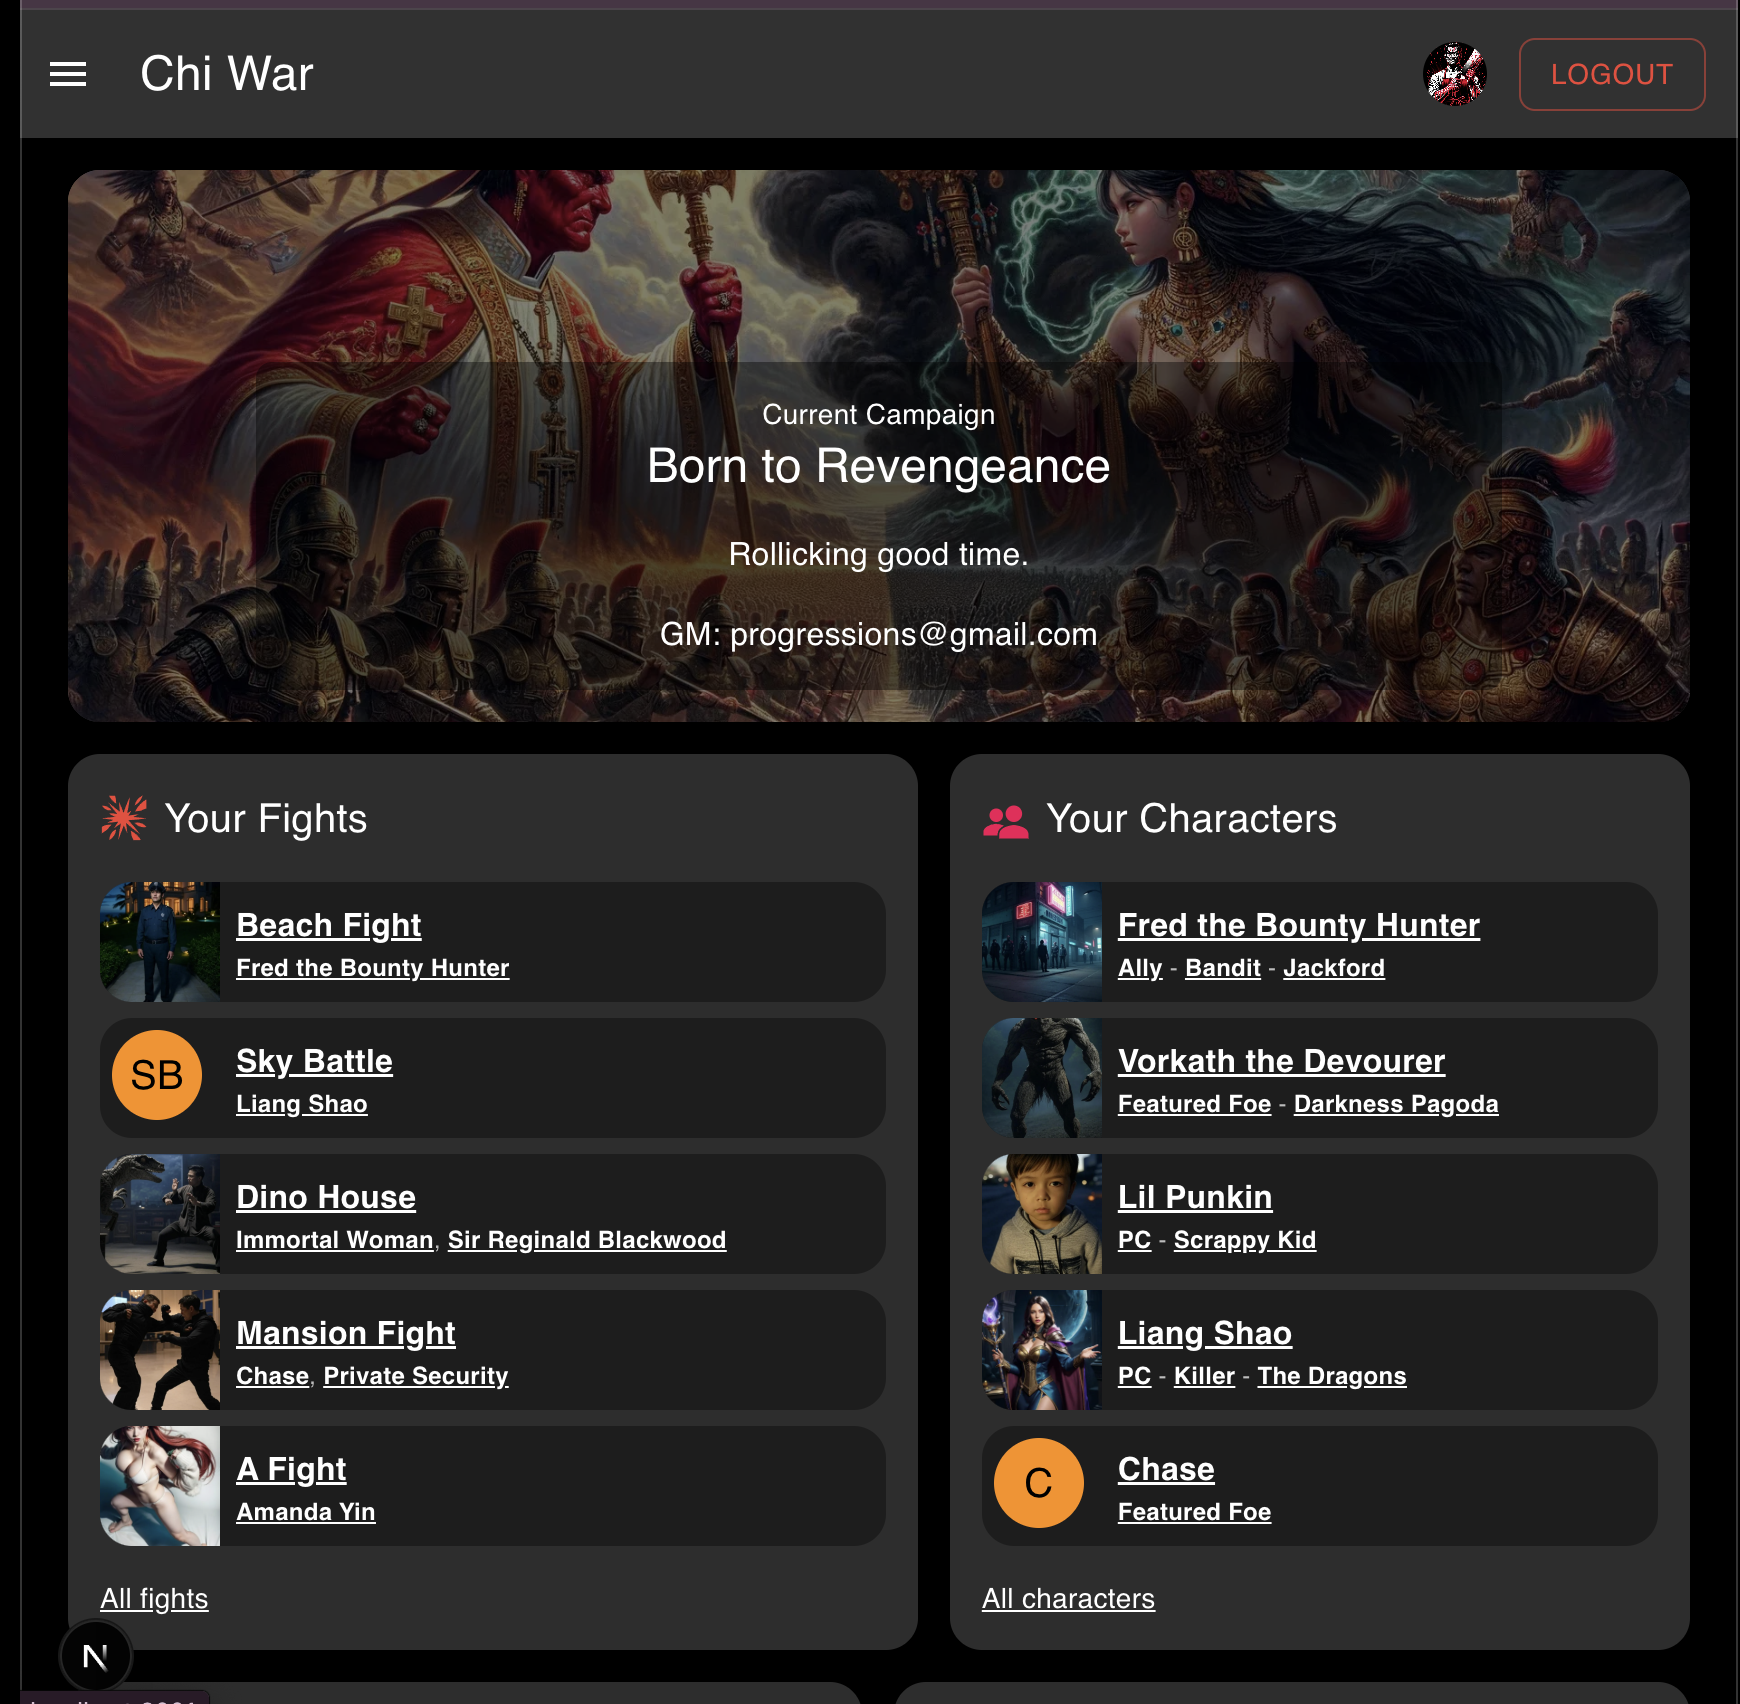 Chi War
LOGOUT
Current Campaign
Born to Revengeance
Rollicking good time.
GM: progressions@gmail.com
Your Fights
Beach Fight
Fred the Bounty Hunter
SB
Sky Battle
Liang Shao
Dino House
Immortal Woman, Sir Reginald Blackwood
Mansion Fight
Chase, Private Security
A Fight
Amanda Yin
All fights
Your Characters
Fred the Bounty Hunter
Ally - Bandit - Jackford
Vorkath the Devourer
Featured Foe - Darkness Pagoda
Lil Punkin
PC - Scrappy Kid
Liang Shao
PC - Killer - The Dragons
C
Chase
Featured Foe
All characters
N